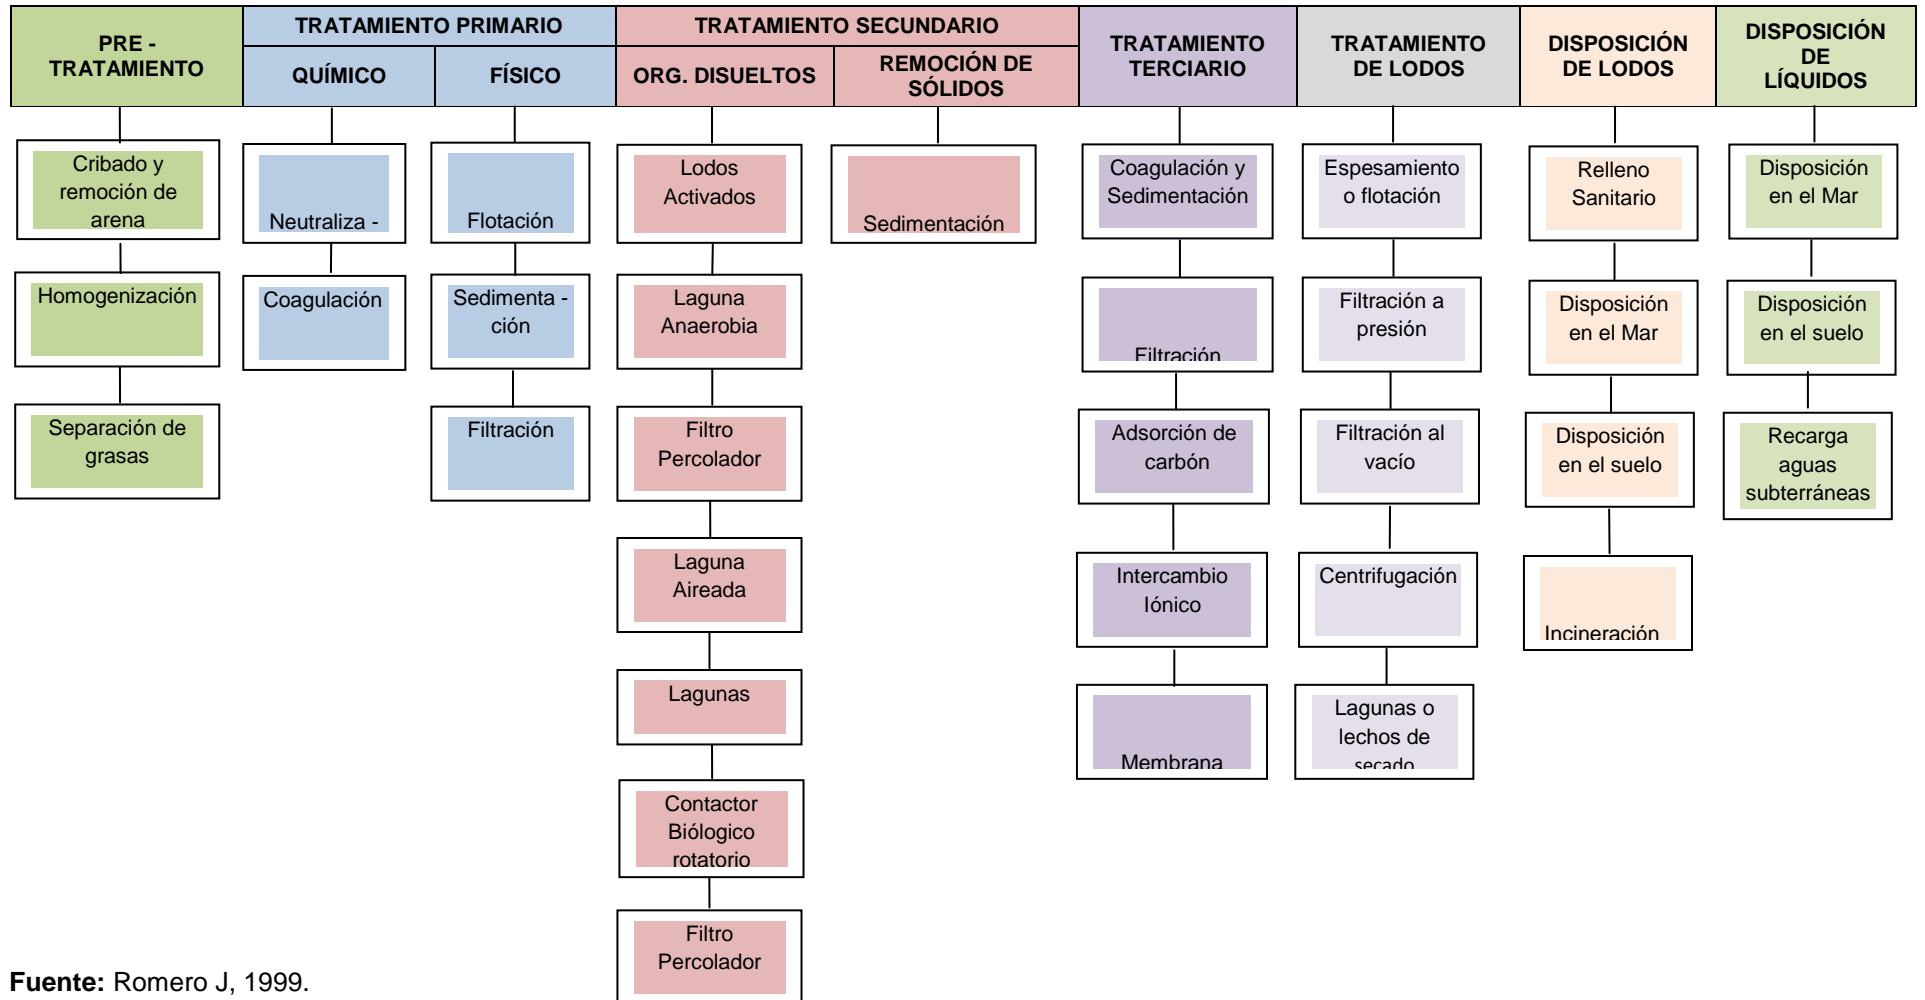 PRE -
TRATAMIENTO
TRATAMIENTO PRIMARIO
QUÍMICO
FÍSICO
TRATAMIENTO SECUNDARIO
ORG. DISUELTOS
REMOCIÓN DE
SÓLIDOS
TRATAMIENTO
TERCIARIO
TRATAMIENTO
DE LODOS
DISPOSICIÓN
DE LODOS
DISPOSICIÓN
DE
LÍQUIDOS
Cribado y
remoción de
arena
Homogenización
Separación de
grasas
Neutraliza -
Coagulación
Flotación
Sedimenta -
ción
Filtración
Lodos
Activados
Laguna
Anaerobia
Filtro
Percolador
Laguna
Aireada
Lagunas
Contactor
Biólogico
rotatorio
Filtro
Percolador
Sedimentación
Coagulación y
Sedimentación
Filtración
Adsorción de
carbón
Intercambio
Iónico
Membrana
Espesamiento
o flotación
Filtración a
presión
Filtración al
vacío
Centrifugación
Lagunas o
lechos de
secado
Relleno
Sanitario
Disposición
en el Mar
Disposición
en el suelo
Incineración
Disposición
en el Mar
Disposición
en el suelo
Recarga
aguas
subterráneas
Fuente: Romero J, 1999.